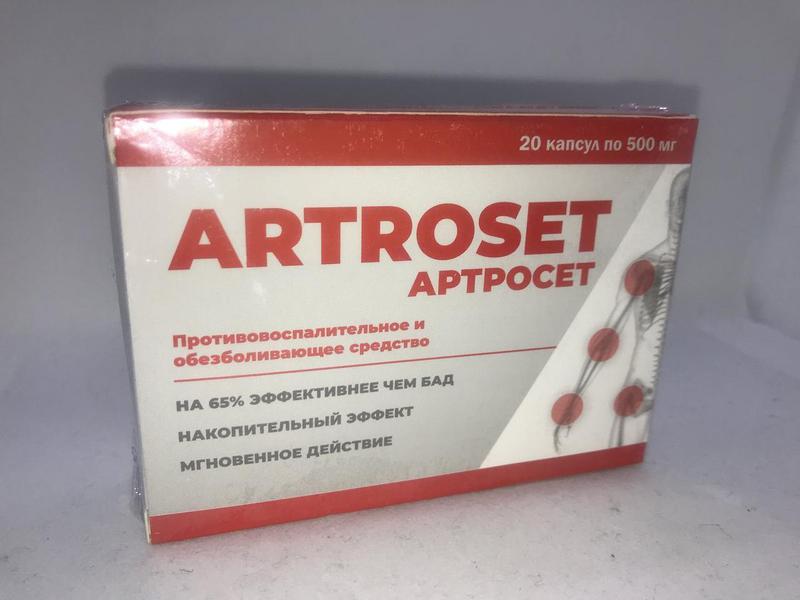 20 капсул по 500 мг
ARTROSET
АРТРОСЕТ
Противовоспалительное и
обезболивающее средство
НА 65% ЭФФЕКТИВНЕЕ ЧЕМ БАД
НАКОПИТЕЛЬНЫЙ ЭФФЕКТ
МГНОВЕННОЕ ДЕЙСТВИЕ